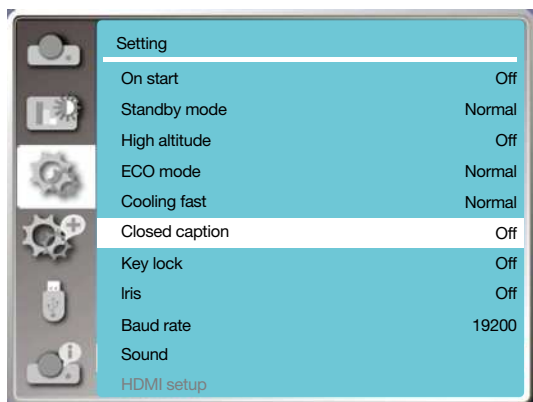 Setting
On start Off
Standby mode Normal
High altitude Off
ECO mode Normal
Cooling fast Normal
Closed caption Off
Key lock Off
Iris Off
Baud rate 19200
Sound
HDMI setup